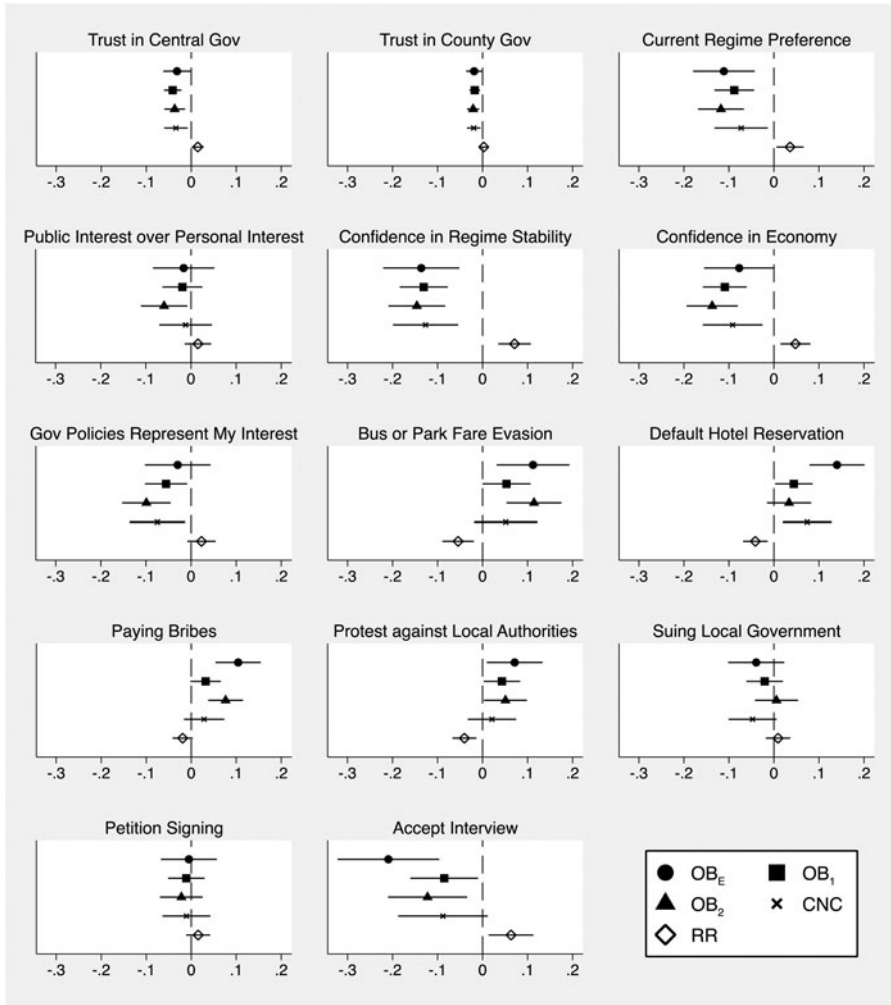 Trust in Central Gov
Trust in County Gov
Current Regime Preference
-.3 -.2 -.1 0 .1 .2
-.3 -.2 -.1 0 .1 .2
-.3 -.2 -.1 0 .1 .2
Public Interest over Personal Interest
Confidence in Regime Stability
Confidence in Economy
-.3 -.2 -.1 0 .1 .2
-.3 -.2 -.1 0 .1 .2
-.3 -.2 -.1 0 .1 .2
Gov Policies Represent My Interest
Bus or Park Fare Evasion
Default Hotel Reservation
-.3 -.2 -.1 0 .1 .2
-.3 -.2 -.1 0 .1 .2
-.3 -.2 -.1 0 .1 .2
Paying Bribes
Protest against Local Authorities
Suing Local Government
-.3 -.2 -.1 0 .1 .2
-.3 -.2 -.1 0 .1 .2
-.3 -.2 -.1 0 .1 .2
Petition Signing
Accept Interview
-.3 -.2 -.1 0 .1 .2
-.3 -.2 -.1 0 .1 .2
OB_E OB_1
OB_2 CNC
RR